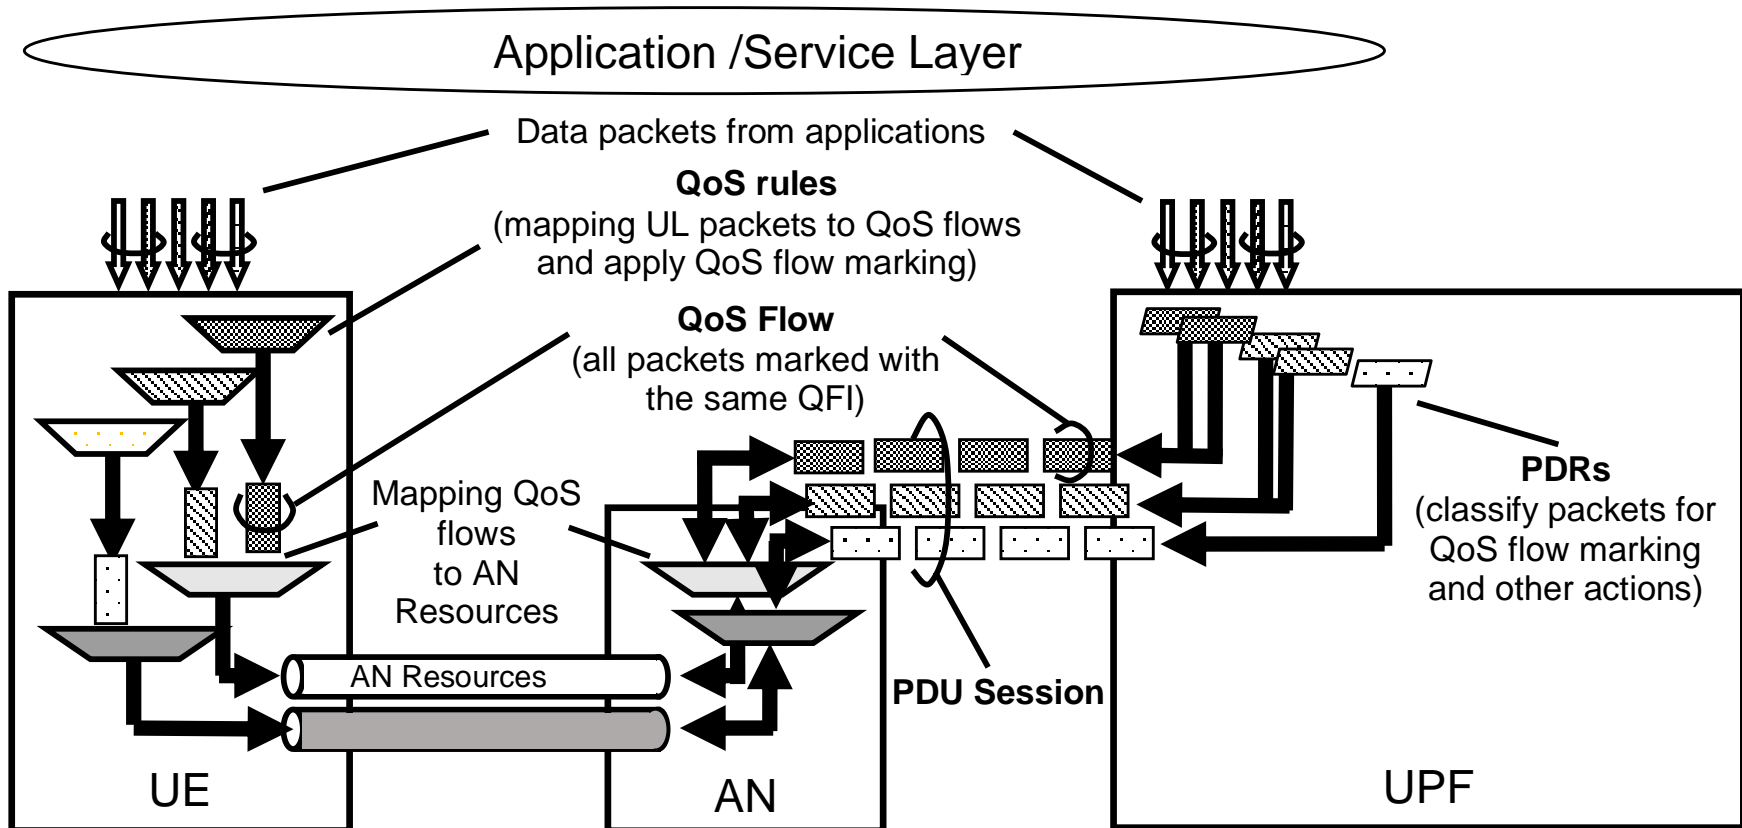 Application /Service Layer
Data packets from applications
QoS rules
(mapping UL packets to QoS flows
and apply QoS flow marking)
QoS Flow
(all packets marked with
the same QFI)
Mapping QoS
flows
to AN
Resources
PDRs
(classify packets for
QoS flow marking
and other actions)
AN Resources
PDU Session
UE
AN
UPF